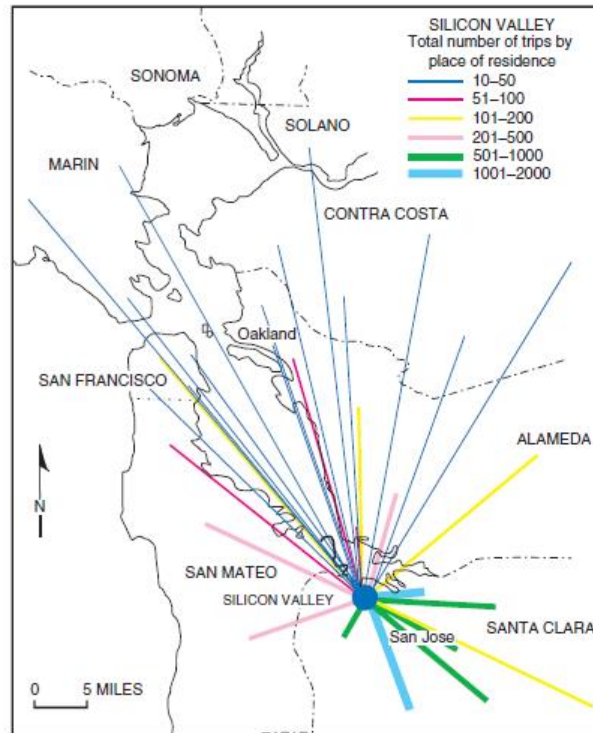 SILICON VALLEY
Total number of trips by
place of residence
10–50
51–100
101–200
201–500
501–1000
1001–2000
SONOMA
SOLANO
MARIN
CONTRA COSTA
Oakland
SAN FRANCISCO
ALAMEDA
N
SAN MATEO
SILICON VALLEY
San Jose
SANTA CLARA
0 5 MILES